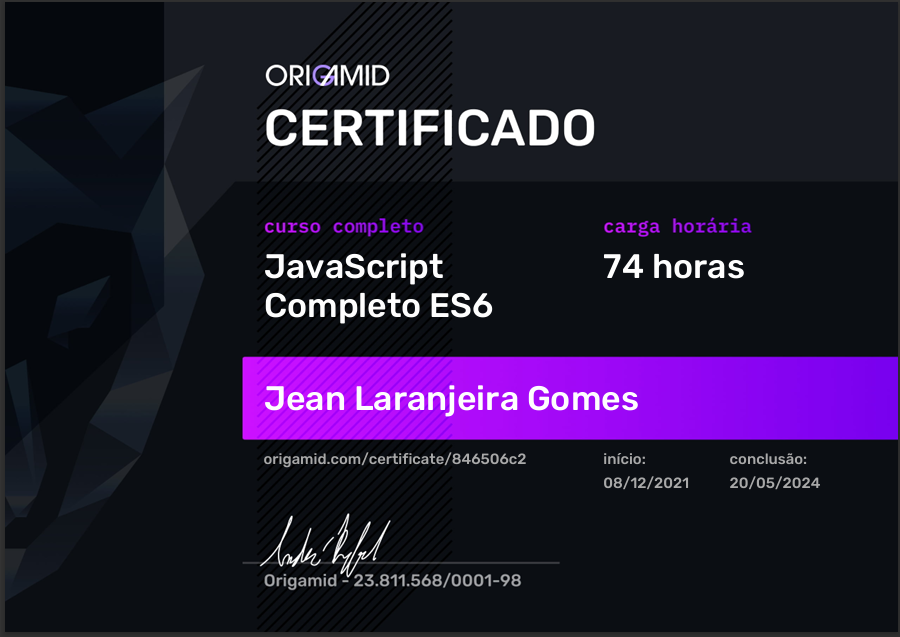 ORIGAMID
CERTIFICADO
curso completo
JavaScript
Completo ES6
carga horária
74 horas
Jean Laranjeira Gomes
origamid.com/certificate/846506c2
início:
08/12/2021
conclusão:
20/05/2024
Origamid - 23.811.568/0001-98